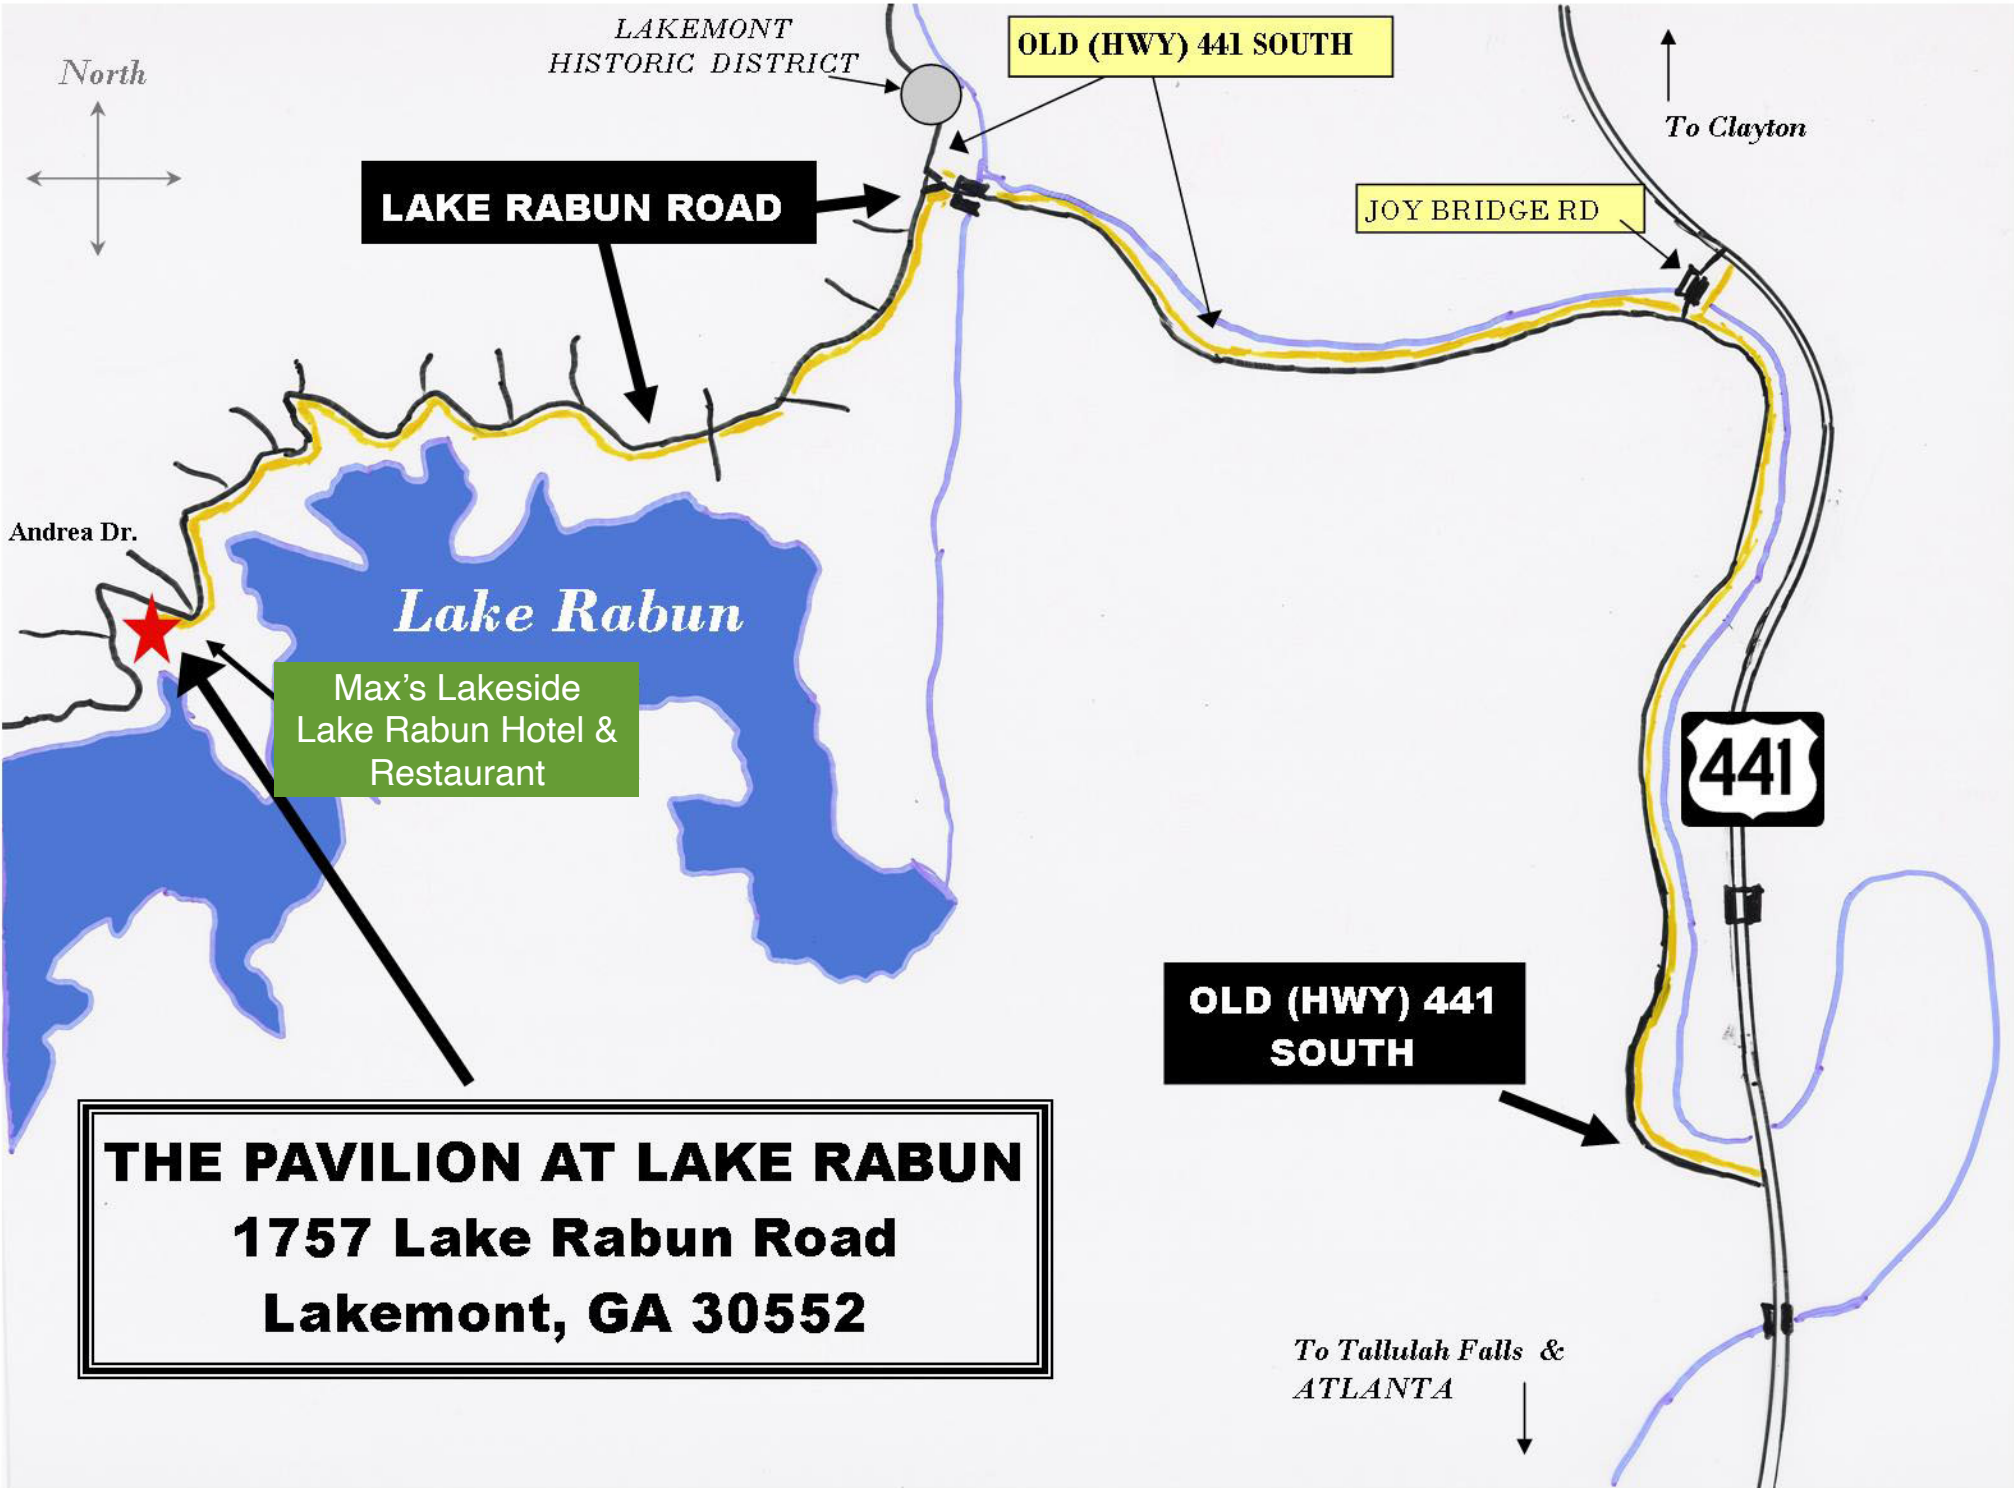 LAKEMONT
HISTORIC DISTRICT
OLD (HWY) 441 SOUTH
North
To Clayton
LAKE RABUN ROAD
JOY BRIDGE RD
Andrea Dr.
Lake Rabun
Max's Lakeside
Lake Rabun Hotel &
Restaurant
441
OLD (HWY) 441
SOUTH
THE PAVILION AT LAKE RABUN
1757 Lake Rabun Road
Lakemont, GA 30552
To Tallulah Falls &
ATLANTA